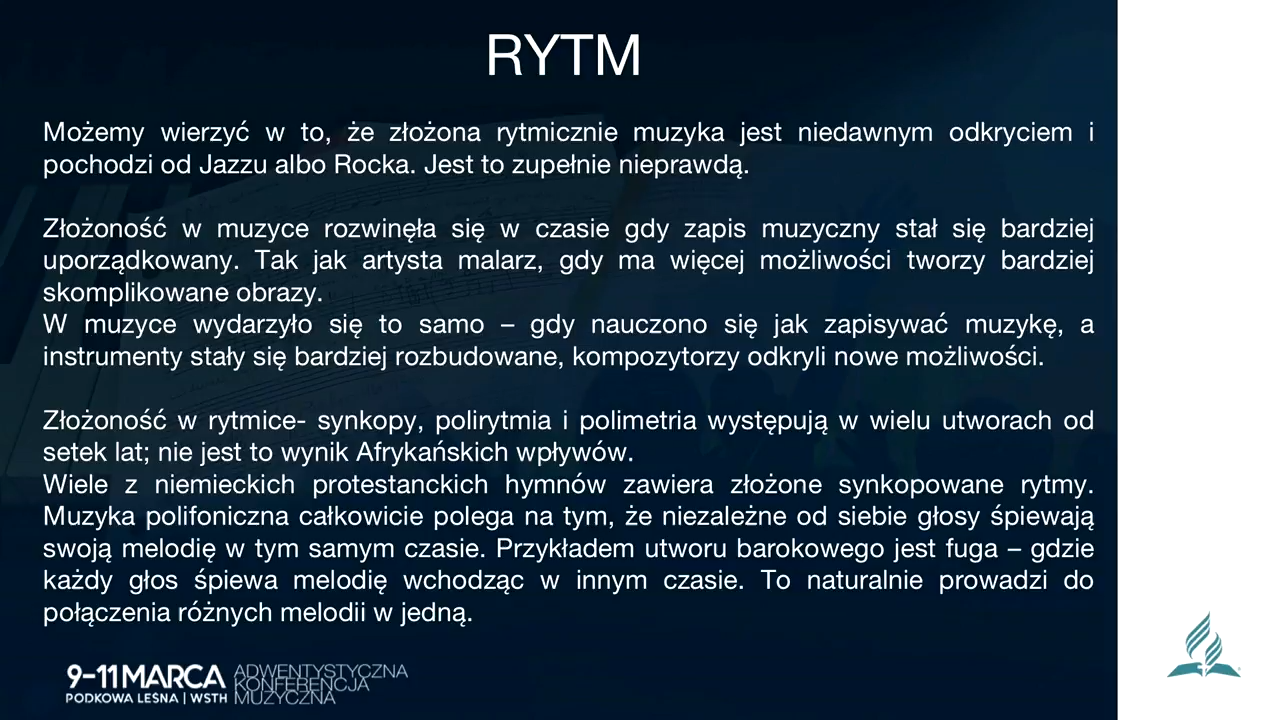 RYTM
Możemy wierzyć w to, że złożona rytmicznie muzyka jest niedawnym odkryciem i
pochodzi od Jazzu albo Rocka. Jest to zupełnie nieprawdą.
Złożoność w muzyce rozwinęła się w czasie gdy zapis muzyczny stał się bardziej
uporządkowany. Tak jak artysta malarz, gdy ma więcej możliwości tworzy bardziej
skomplikowane obrazy.
W muzyce wydarzyło się to samo – gdy nauczono się jak zapisywać muzykę, a
instrumenty stały się bardziej rozbudowane, kompozytorzy odkryli nowe możliwości.
Złożoność w rytmice- synkopy, polirytmia i polimetria występują w wielu utworach od
setek lat; nie jest to wynik Afrykańskich wpływów.
Wiele z niemieckich protestanckich hymnów zawiera złożone synkopowane rytmy.
Muzyka polifoniczna całkowicie polega na tym, że niezależne od siebie głosy śpiewają
swoją melodię w tym samym czasie. Przykładem utworu barokowego jest fuga – gdzie
każdy głos śpiewa melodię wchodząc w innym czasie. To naturalnie prowadzi do
połączenia różnych melodii w jedną.
9-11 MARCA
PODKOWA LEŚNA | WSTH
ADWENTYSTYCZNA
KONFERENCJA
MUZYCZNA